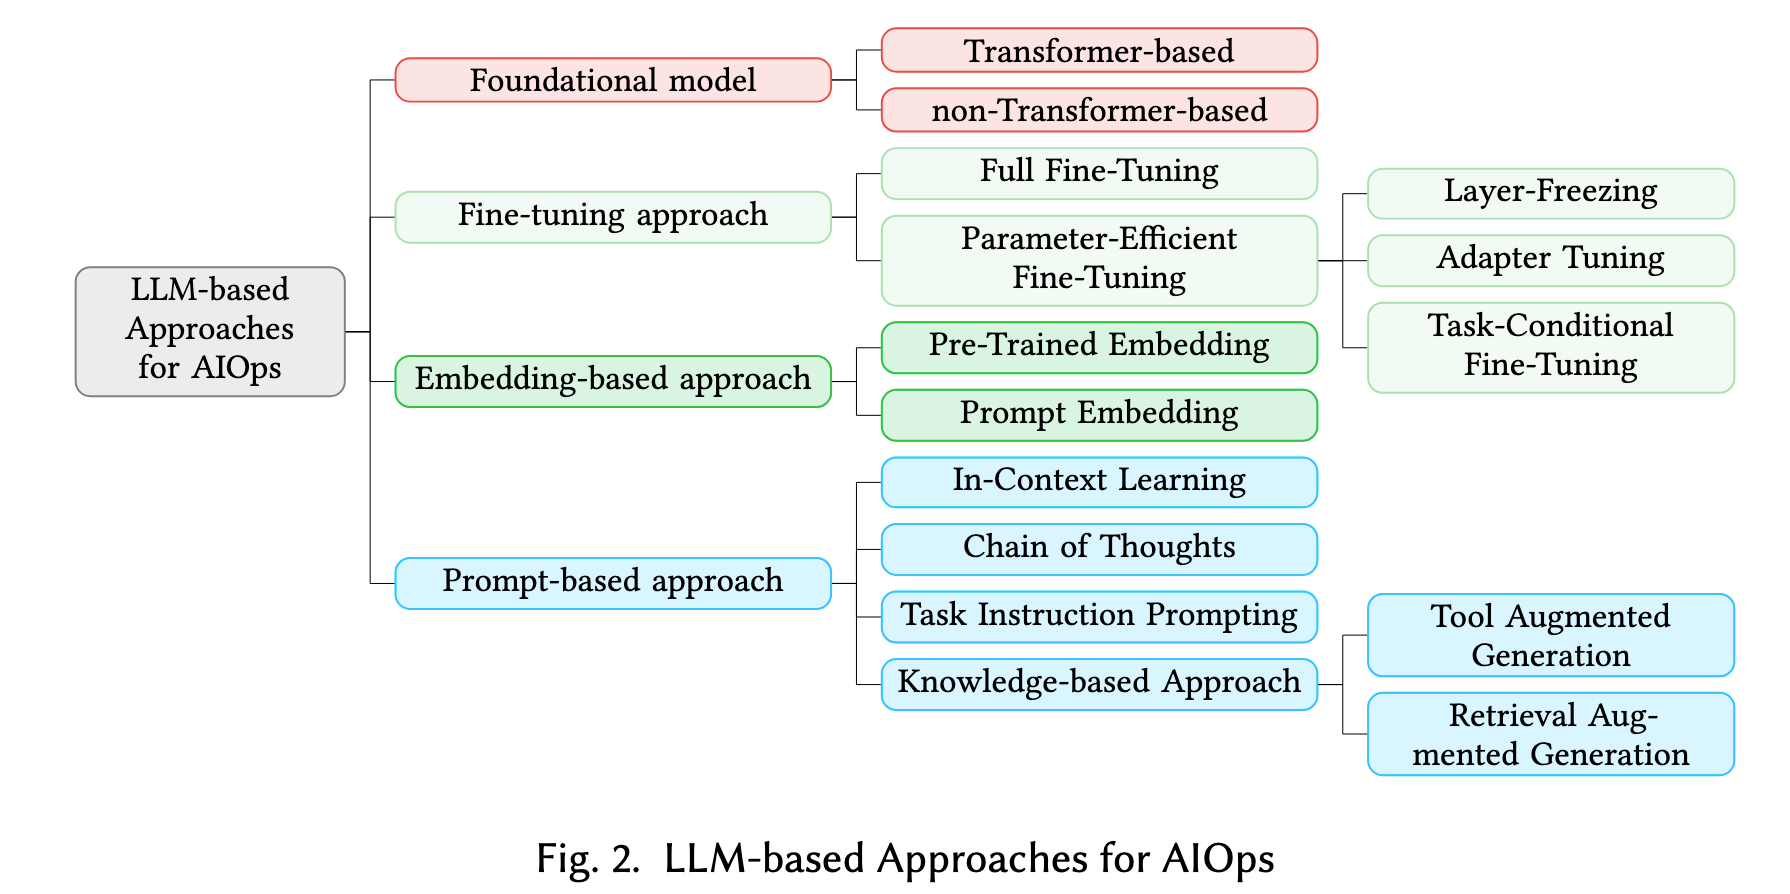 LLM-based
Approaches
for AIOps
Foundational model
Transformer-based
non-Transformer-based
Fine-tuning approach
Full Fine-Tuning
Parameter-Efficient
Fine-Tuning
Layer-Freezing
Adapter Tuning
Task-Conditional
Fine-Tuning
Embedding-based approach
Pre-Trained Embedding
Prompt Embedding
Prompt-based approach
In-Context Learning
Chain of Thoughts
Task Instruction Prompting
Knowledge-based Approach
Tool Augmented
Generation
Retrieval Aug-
mented Generation
Fig. 2. LLM-based Approaches for AIOps